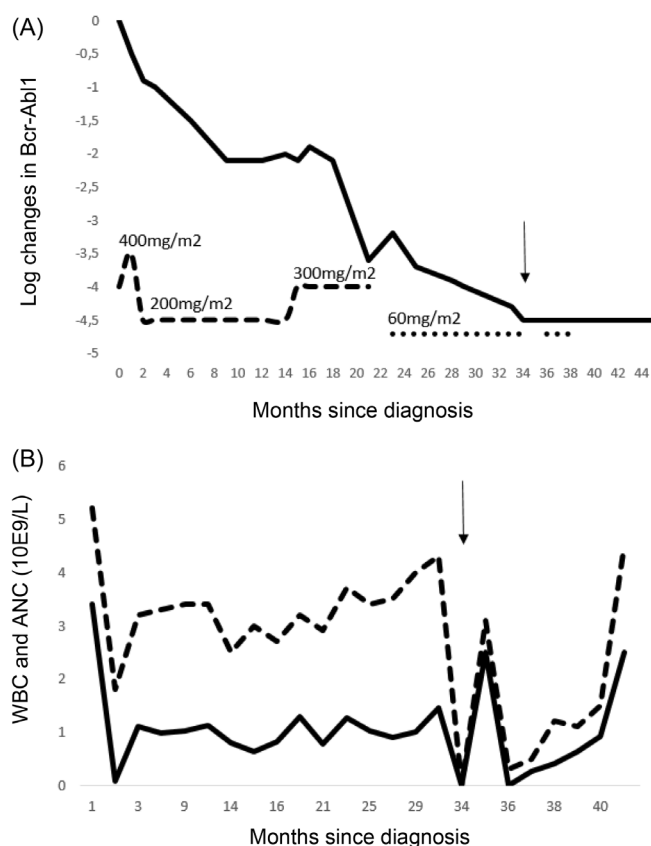 (A)
Log changes in Bcr-Abl1
0
-0,5
-1
-1,5
-2
-2,5
-3
-3,5
-4
-4,5
-5
400mg/m2
200mg/m2
300mg/m2
60mg/m2
0 2 4 6 8 10 12 14 16 18 20 22 24 26 28 30 32 34 36 38 40 42 44
Months since diagnosis
(B)
WBC and ANC (10E9/L)
6
5
4
3
2
1
0
1 3 9 14 16 21 25 29 34 36 40
Months since diagnosis